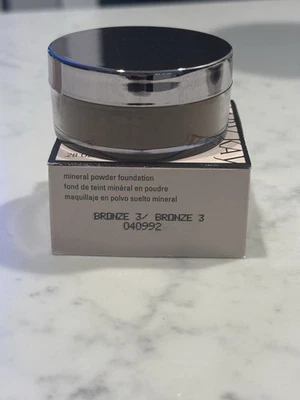 mineral powder foundation
fond de teint minéral en poudre
maquillaje en polvo suelto mineral
BRONZE 3/ BRONZE 3
040992